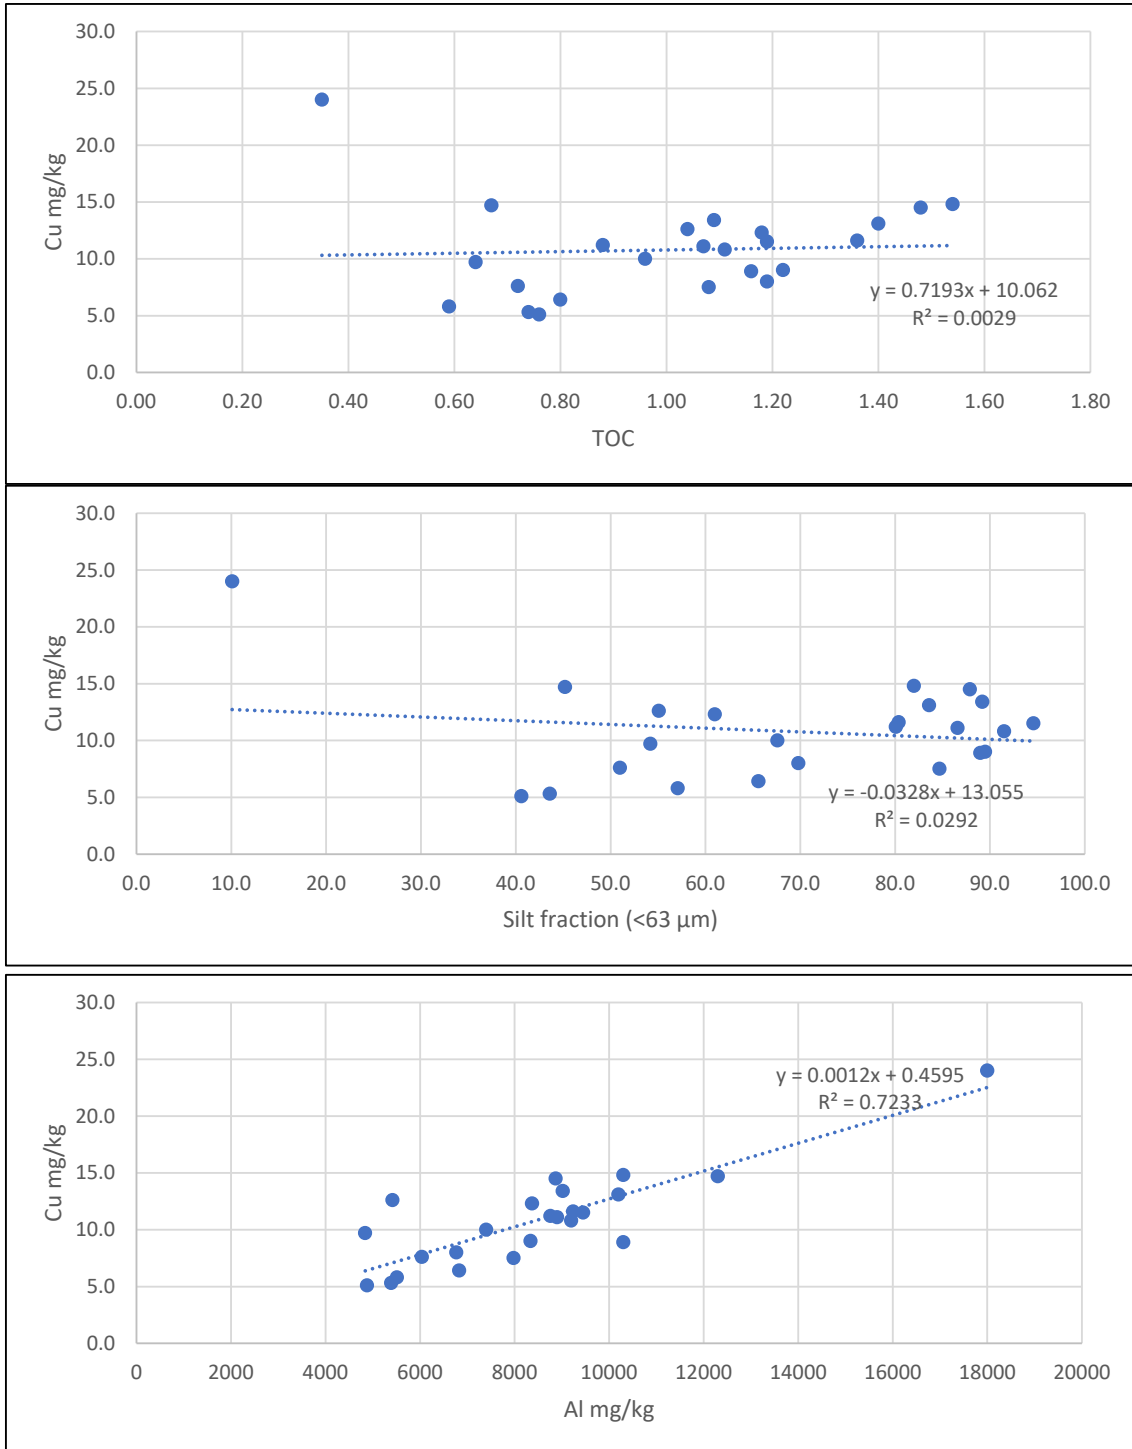 30.0
25.0
20.0
15.0
10.0
5.0
0.0
Cu mg/kg
y = 0.7193x + 10.062
R² = 0.0029
0.00 0.20 0.40 0.60 0.80 1.00 1.20 1.40 1.60 1.80
TOC
30.0
25.0
20.0
15.0
10.0
5.0
0.0
Cu mg/kg
y = -0.0328x + 13.055
R² = 0.0292
0.0 10.0 20.0 30.0 40.0 50.0 60.0 70.0 80.0 90.0 100.0
Silt fraction (<63 µm)
30.0
25.0
20.0
15.0
10.0
5.0
0.0
Cu mg/kg
y = 0.0012x + 0.4595
R² = 0.7233
0 2000 4000 6000 8000 10000 12000 14000 16000 18000 20000
Al mg/kg